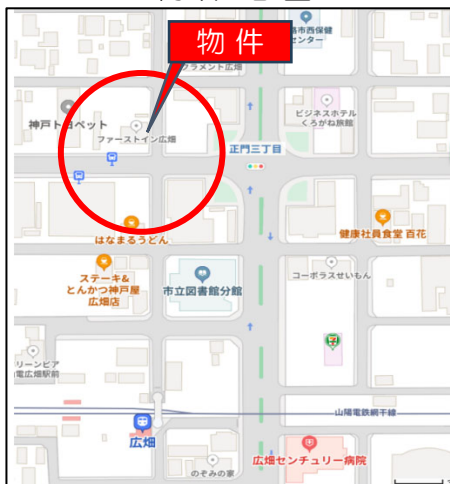 物件
市西保健
センター
フラメント広畑
神戸トヨペット
ファーストイン広畑
ビジネスホテル
くろがね旅館
正門三丁目
はなまるうどん
健康社員食堂 百花
ステーキ&
とんかつ神戸屋
広畑店
市立図書館分館
コーポラスせいもん
リーンピア
電広畑駅前
山陽電鉄網干線
広畑
広畑センチュリー病院
のぞみの家